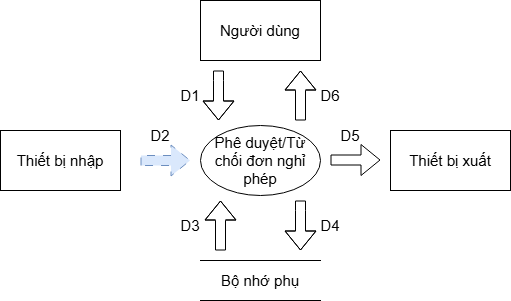 Người dùng
D1
D6
D2
D5
Thiết bị nhập
Phê duyệt/Từ
chối đơn nghỉ
phép
Thiết bị xuất
D3
D4
Bộ nhớ phụ